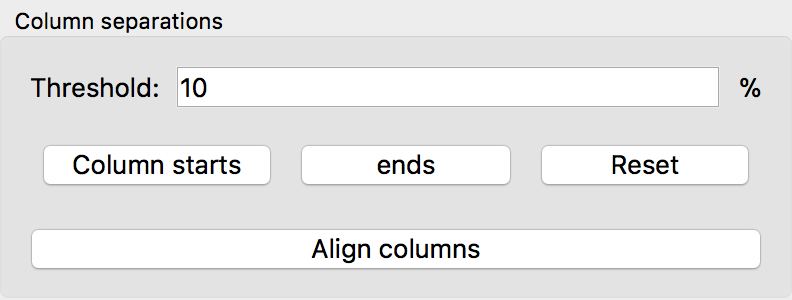 Column separations
Threshold: 10 %
Column starts ends Reset
Align columns